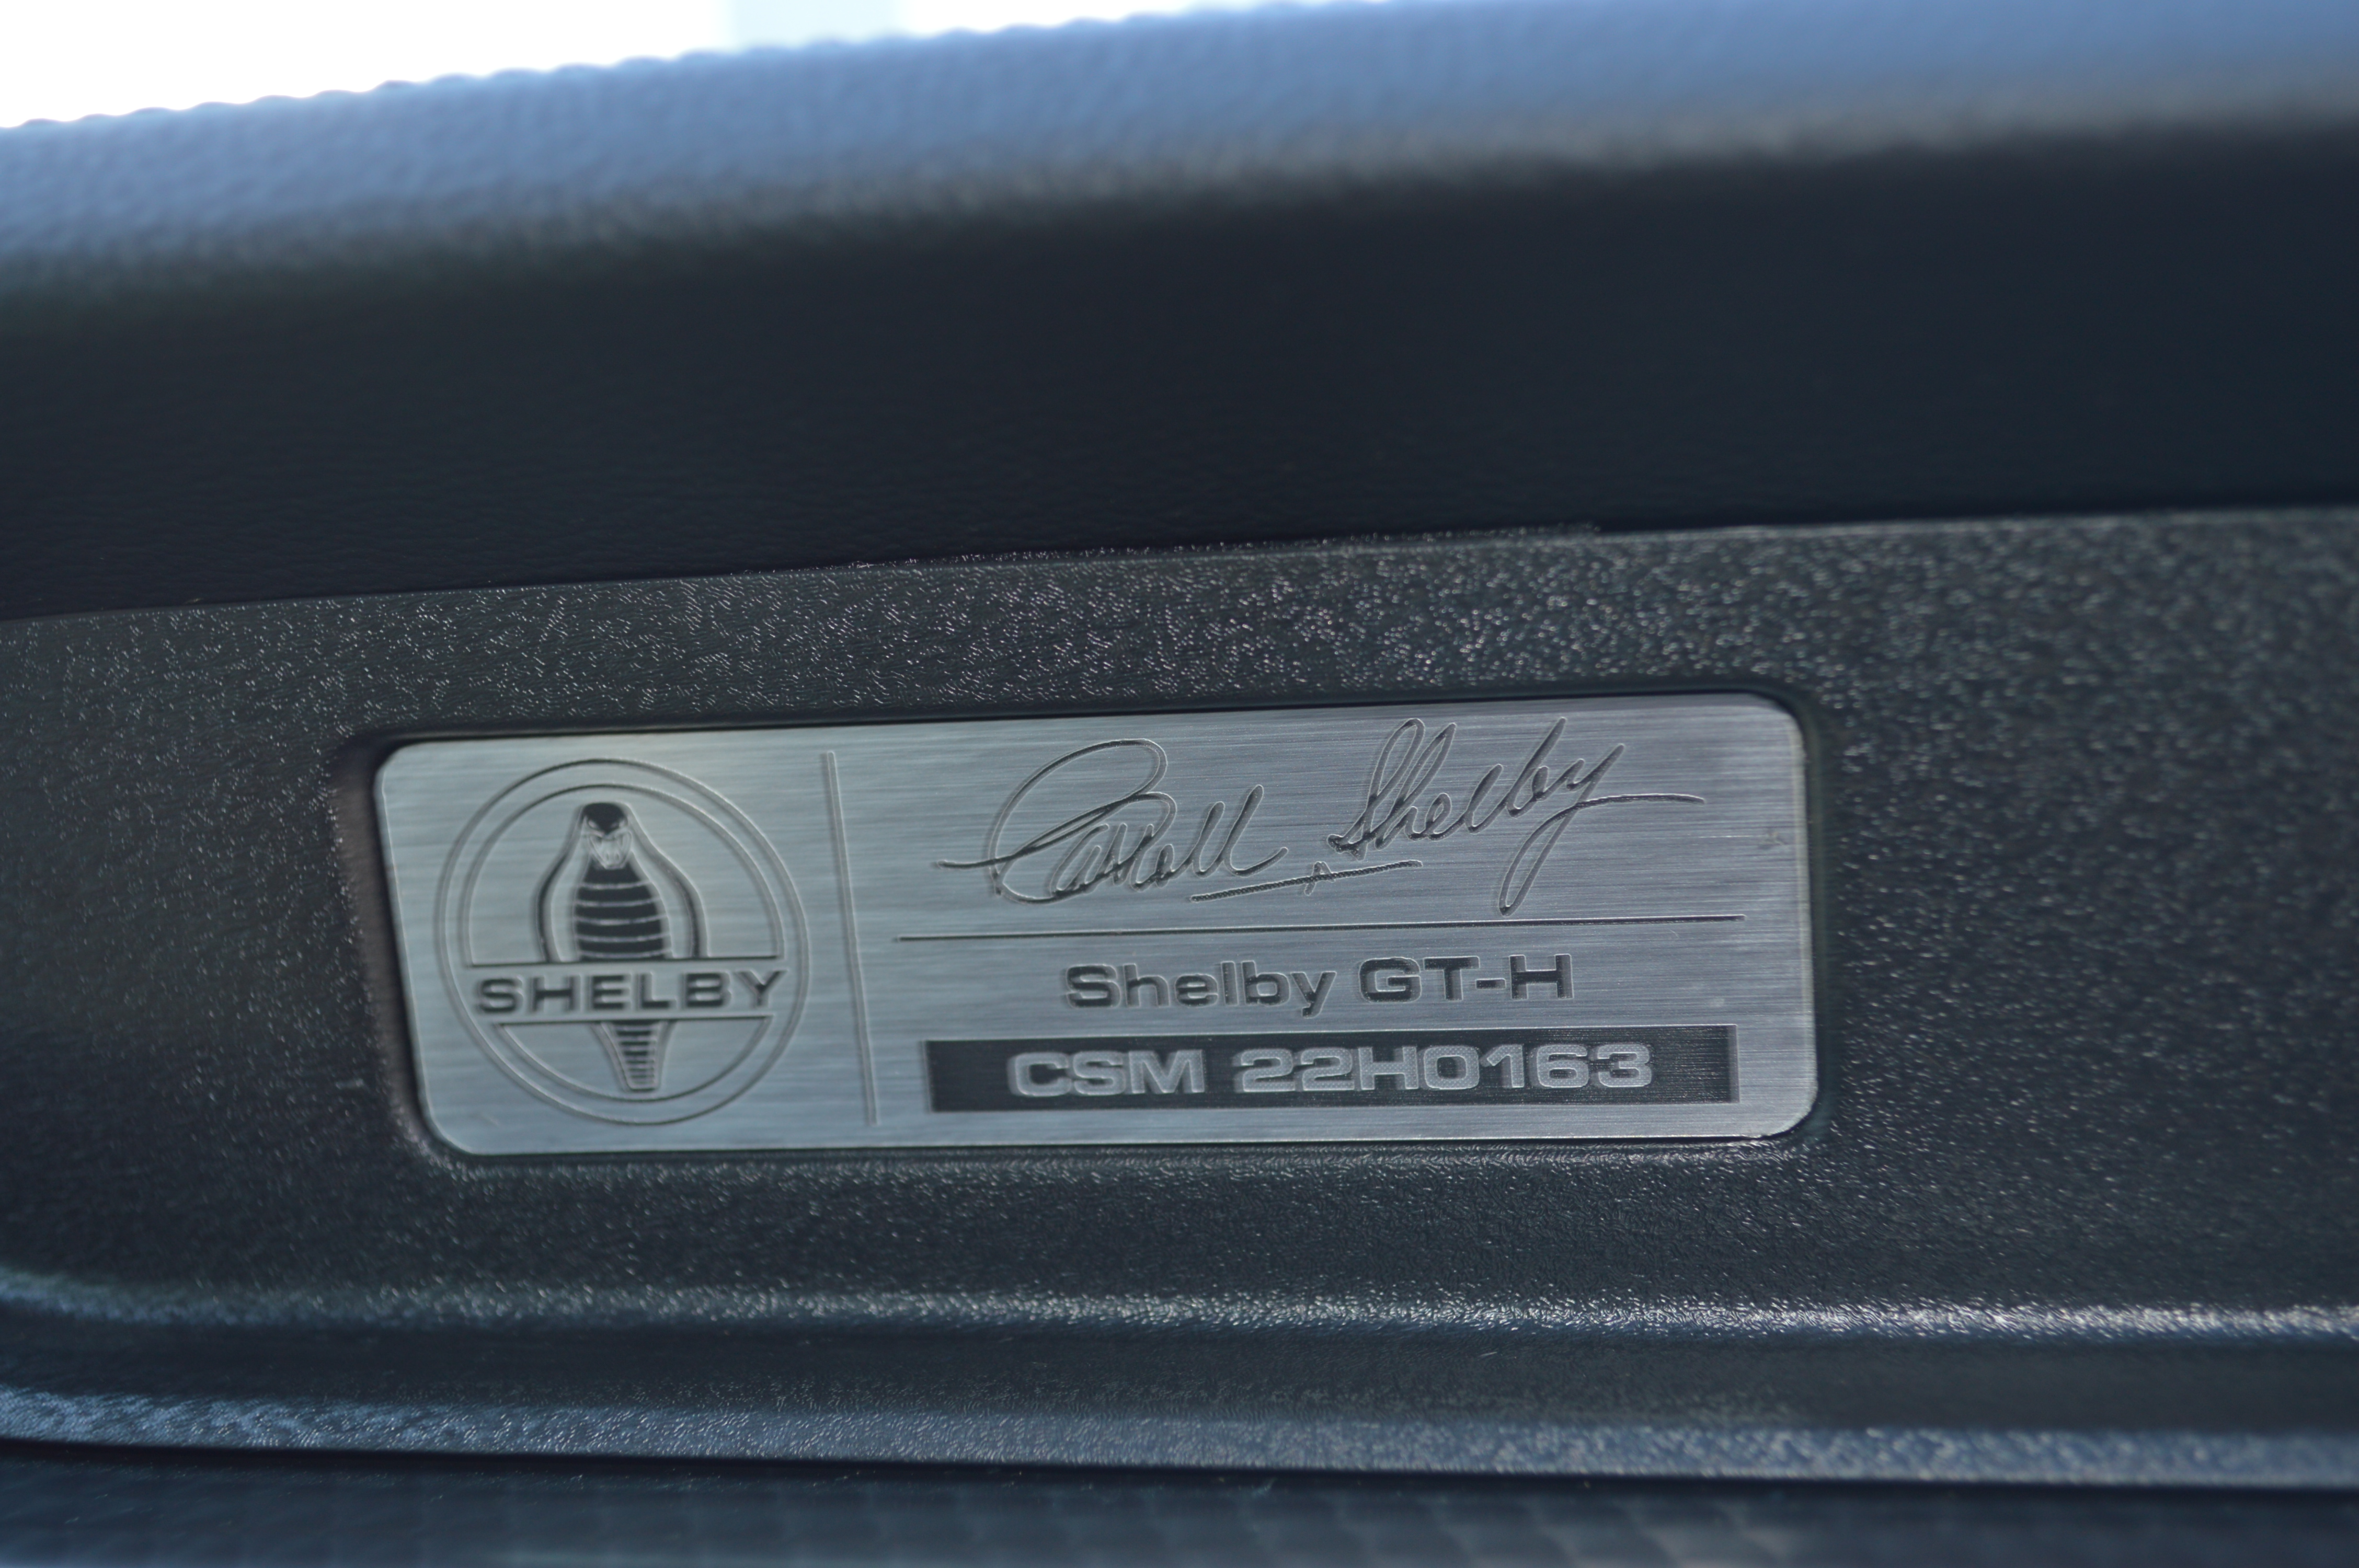 SHELBY
Carroll Shelby
Shelby GT-H
CSM 22H0163